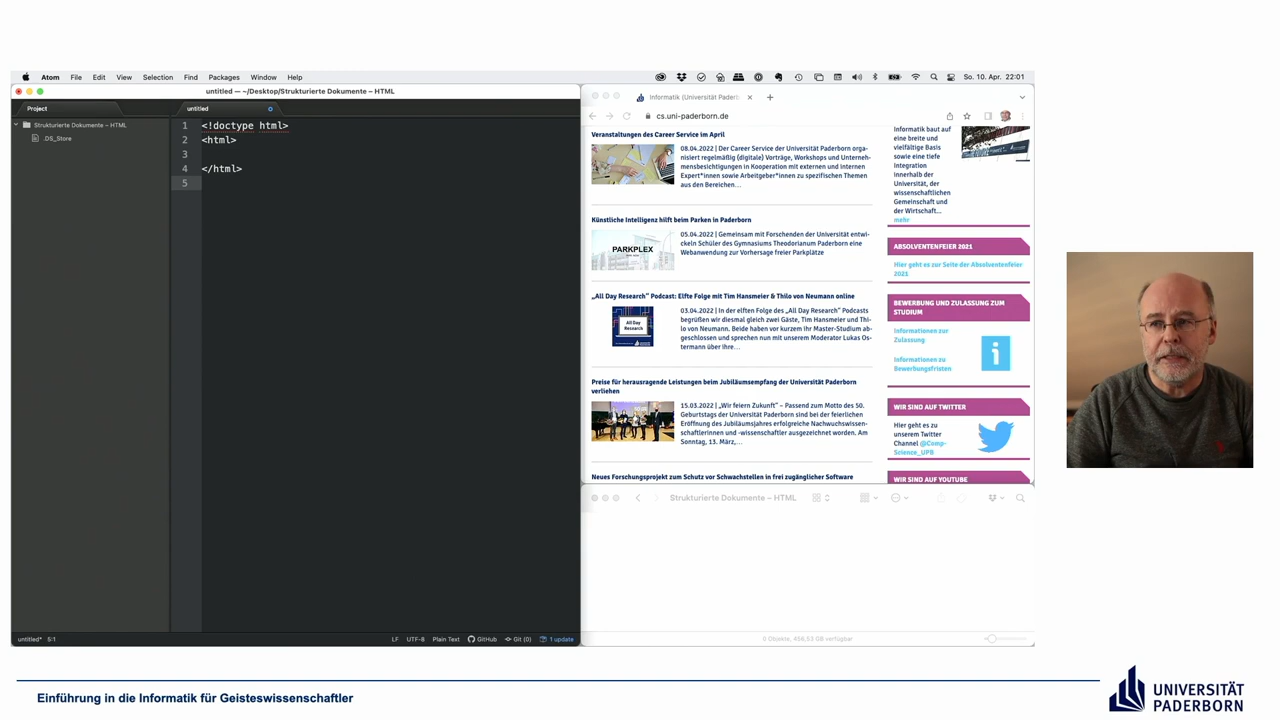 Atom File Edit View Selection Find Packages Window Help
So. 10. Apr. 22:01
untitled — ~/Desktop/Strukturierte Dokumente – HTML
Project
untitled
Strukturierte Dokumente – HTML
.DS_Store
1 <!doctype html>
2 <html>
3
4 </html>
5
untitled* 5:1
LF UTF-8 Plain Text GitHub Git (0) 1 update
Informatik (Universität Paderb
cs.uni-paderborn.de
Veranstaltungen des Career Service im April
08.04.2022 | Der Career Service der Universität Paderborn orga-
nisiert regelmäßig (digitale) Vorträge, Workshops und Unterneh-
mensbesichtigungen in Kooperation mit externen und internen
Expert*innen sowie Arbeitgeber*innen zu spezifischen Themen
aus den Bereichen…
Künstliche Intelligenz hilft beim Parken in Paderborn
PARKPLEX
05.04.2022 | Gemeinsam mit Forschenden der Universität entwi-
ckeln Schüler des Gymnasiums Theodorianum Paderborn eine
Webanwendung zur Vorhersage freier Parkplätze
„All Day Research“ Podcast: Elfte Folge mit Tim Hansmeier & Thilo von Neumann online
All Day
Research
03.04.2022 | In der elften Folge des „All Day Research“ Podcasts
begrüßen wir diesmal gleich zwei Gäste, Tim Hansmeier und Thi-
lo von Neumann. Beide haben vor kurzem ihr Master-Studium ab-
geschlossen und sprechen nun mit unserem Moderator Lukas Os-
termann über ihre…
Preise für herausragende Leistungen beim Jubiläumsempfang der Universität Paderborn
verliehen
15.03.2022 | „Wir feiern Zukunft“ – Passend zum Motto des 50.
Geburtstags der Universität Paderborn sind bei der feierlichen
Eröffnung des Jubiläumsjahres erfolgreiche Nachwuchswissen-
schaftlerinnen und -wissenschaftler ausgezeichnet worden. Am
Sonntag, 13. März,…
Neues Forschungsprojekt zum Schutz vor Schwachstellen in frei zugänglicher Software
Informatik baut auf
eine breite und
vielfältige Basis
sowie eine tiefe
Integration
innerhalb der
Universität, der
wissenschaftlichen
Gemeinschaft und
der Wirtschaft...
mehr
ABSOLVENTENFEIER 2021
Hier geht es zur Seite der Absolventenfeier
2021
BEWERBUNG UND ZULASSUNG ZUM
STUDIUM
Informationen zur
Zulassung
Informationen zu
Bewerbungsfristen
i
WIR SIND AUF TWITTER
Hier geht es zu
unserem Twitter
Channel @Comp-
Science_UPB
WIR SIND AUF YOUTUBE
Strukturierte Dokumente – HTML
0 Objekte, 456,53 GB verfügbar
Einführung in die Informatik für Geisteswissenschaftler
UNIVERSITÄT
PADERBORN